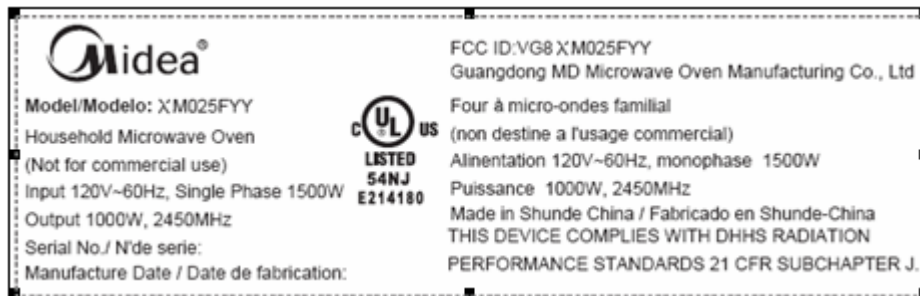 Midea®
Model/Modelo: XM025FYY
Household Microwave Oven
(Not for commercial use)
Input 120V~60Hz, Single Phase 1500W
Output 1000W, 2450MHz
Serial No./ N'de serie:
Manufacture Date / Date de fabrication:
C UL ® US
LISTED
54NJ
E214180
FCC ID:VG8XM025FYY
Guangdong MD Microwave Oven Manufacturing Co., Ltd
Four à micro-ondes familial
(non destine a l'usage commercial)
Alinentation 120V~60Hz, monophase 1500W
Puissance 1000W, 2450MHz
Made in Shunde China / Fabricado en Shunde-China
THIS DEVICE COMPLIES WITH DHHS RADIATION
PERFORMANCE STANDARDS 21 CFR SUBCHAPTER J.